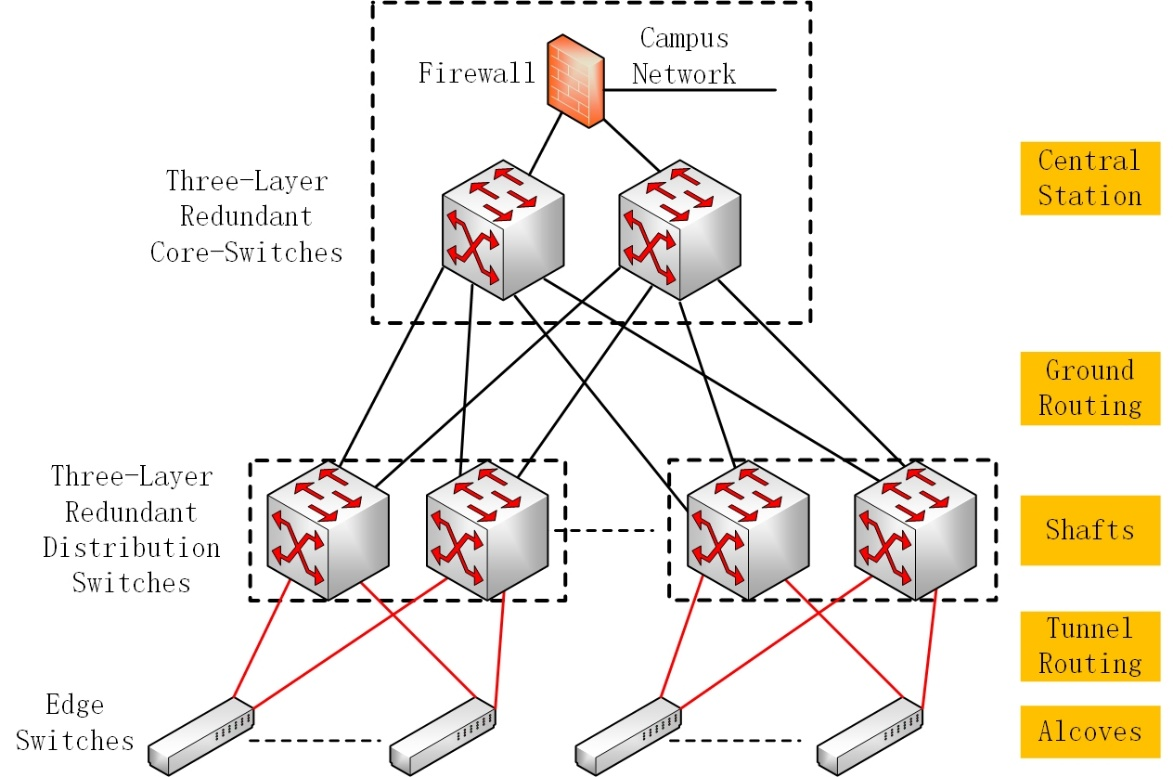 Campus
Network
Firewall
Three-Layer
Redundant
Core-Switches
Central
Station
Ground
Routing
Three-Layer
Redundant
Distribution
Switches
Shafts
Tunnel
Routing
Edge
Switches
Alcoves